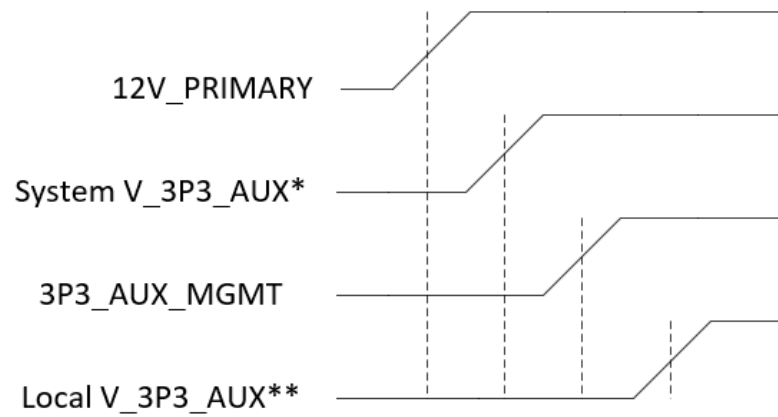 12V_PRIMARY
System V_3P3_AUX*
3P3_AUX_MGMT
Local V_3P3_AUX**